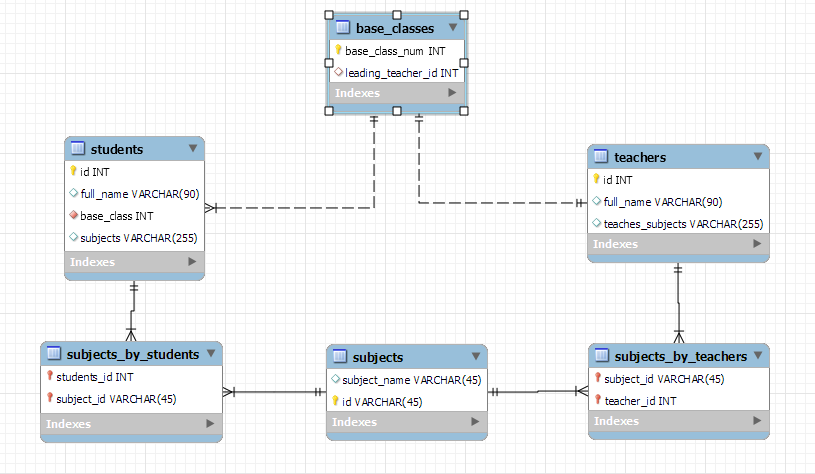 base_classes
base_class_num INT
leading_teacher_id INT
Indexes
students
id INT
full_name VARCHAR(90)
base_class INT
subjects VARCHAR(255)
Indexes
teachers
id INT
full_name VARCHAR(90)
teaches_subjects VARCHAR(255)
Indexes
subjects_by_students
students_id INT
subject_id VARCHAR(45)
Indexes
subjects
subject_name VARCHAR(45)
id VARCHAR(45)
Indexes
subjects_by_teachers
subject_id VARCHAR(45)
teacher_id INT
Indexes